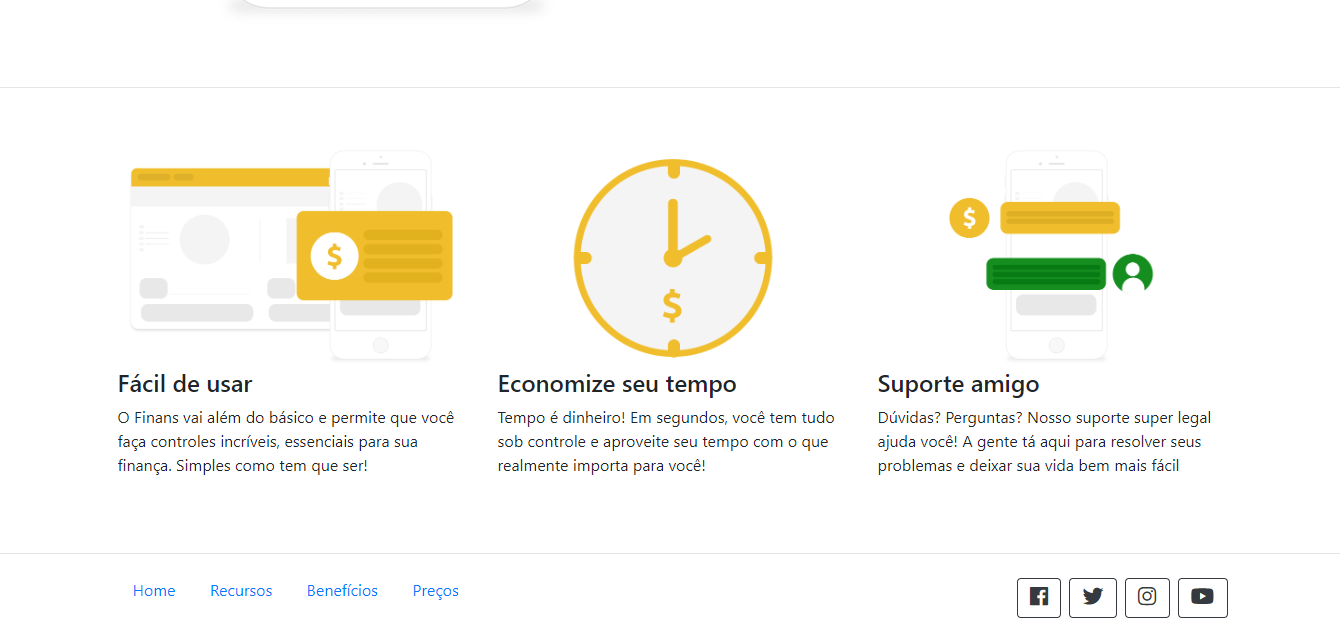 $
$
$
Fácil de usar
O Finans vai além do básico e permite que você
faça controles incríveis, essenciais para sua
finança. Simples como tem que ser!
Economize seu tempo
Tempo é dinheiro! Em segundos, você tem tudo
sob controle e aproveite seu tempo com o que
realmente importa para você!
Suporte amigo
Dúvidas? Perguntas? Nosso suporte super legal
ajuda você! A gente tá aqui para resolver seus
problemas e deixar sua vida bem mais fácil
Home Recursos Benefícios Preços